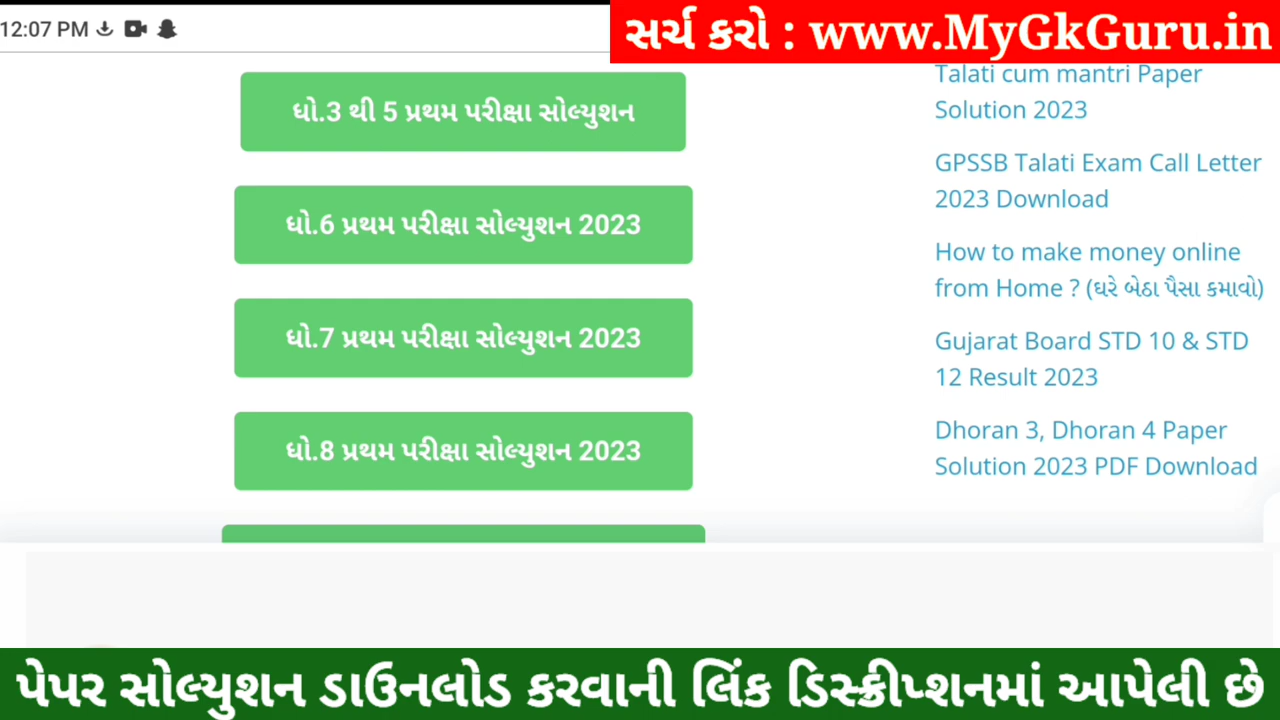 12:07 PM
સર્ચ કરો : www.MyGkGuru.in
ધો.3 થી 5 પ્રથમ પરીક્ષા સોલ્યુશન
ધો.6 પ્રથમ પરીક્ષા સોલ્યુશન 2023
ધો.7 પ્રથમ પરીક્ષા સોલ્યુશન 2023
ધો.8 પ્રથમ પરીક્ષા સોલ્યુશન 2023
Talati cum mantri Paper
Solution 2023
GPSSB Talati Exam Call Letter
2023 Download
How to make money online
from Home ? (ઘરે બેઠા પૈસા કમાવો)
Gujarat Board STD 10 & STD
12 Result 2023
Dhoran 3, Dhoran 4 Paper
Solution 2023 PDF Download
પેપર સોલ્યુશન ડાઉનલોડ કરવાની લિંક ડિસ્ક્રીપ્શનમાં આપેલી છે